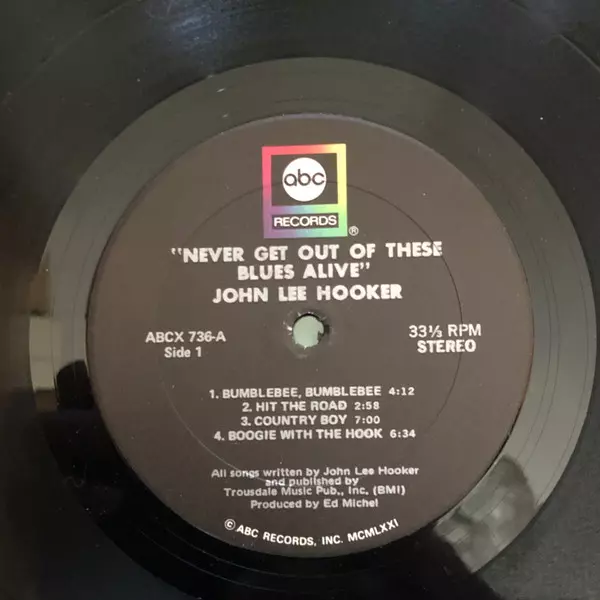 abc
RECORDS
®
"NEVER GET OUT OF THESE
BLUES ALIVE"
JOHN LEE HOOKER
ABCX 736-A
Side 1
33⅓ RPM
STEREO
1. BUMBLEBEE, BUMBLEBEE 4:12
2. HIT THE ROAD 2:58
3. COUNTRY BOY 7:00
4. BOOGIE WITH THE HOOK 6:34
All songs written by John Lee Hooker
and published by
Trousdale Music Pub., Inc. (BMI)
Produced by Ed Michel
© ABC RECORDS, INC. MCMLXXI